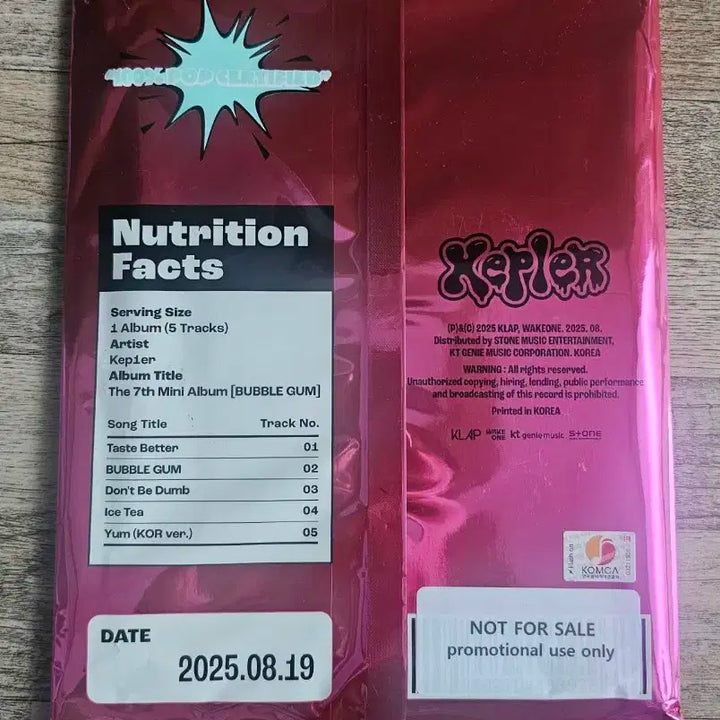 "100% POP CERTIFIED"
Nutrition
Facts
Serving Size
1 Album (5 Tracks)
Artist
Kep1er
Album Title
The 7th Mini Album [BUBBLE GUM]
Song Title Track No.
Taste Better 01
BUBBLE GUM 02
Don't Be Dumb 03
Ice Tea 04
Yum (KOR ver.) 05
DATE
2025.08.19
Kep1er
(P)&(C) 2025 KLAP, WAKEONE. 2025. 08.
Distributed by STONE MUSIC ENTERTAINMENT,
KT GENIE MUSIC CORPORATION. KOREA
WARNING : All rights reserved.
Unauthorized copying, hiring, lending, public performance
and broadcasting of this record is prohibited.
Printed in KOREA
KLAP WAKE ONE kt genie music STONE
KOMCA
NOT FOR SALE
promotional use only